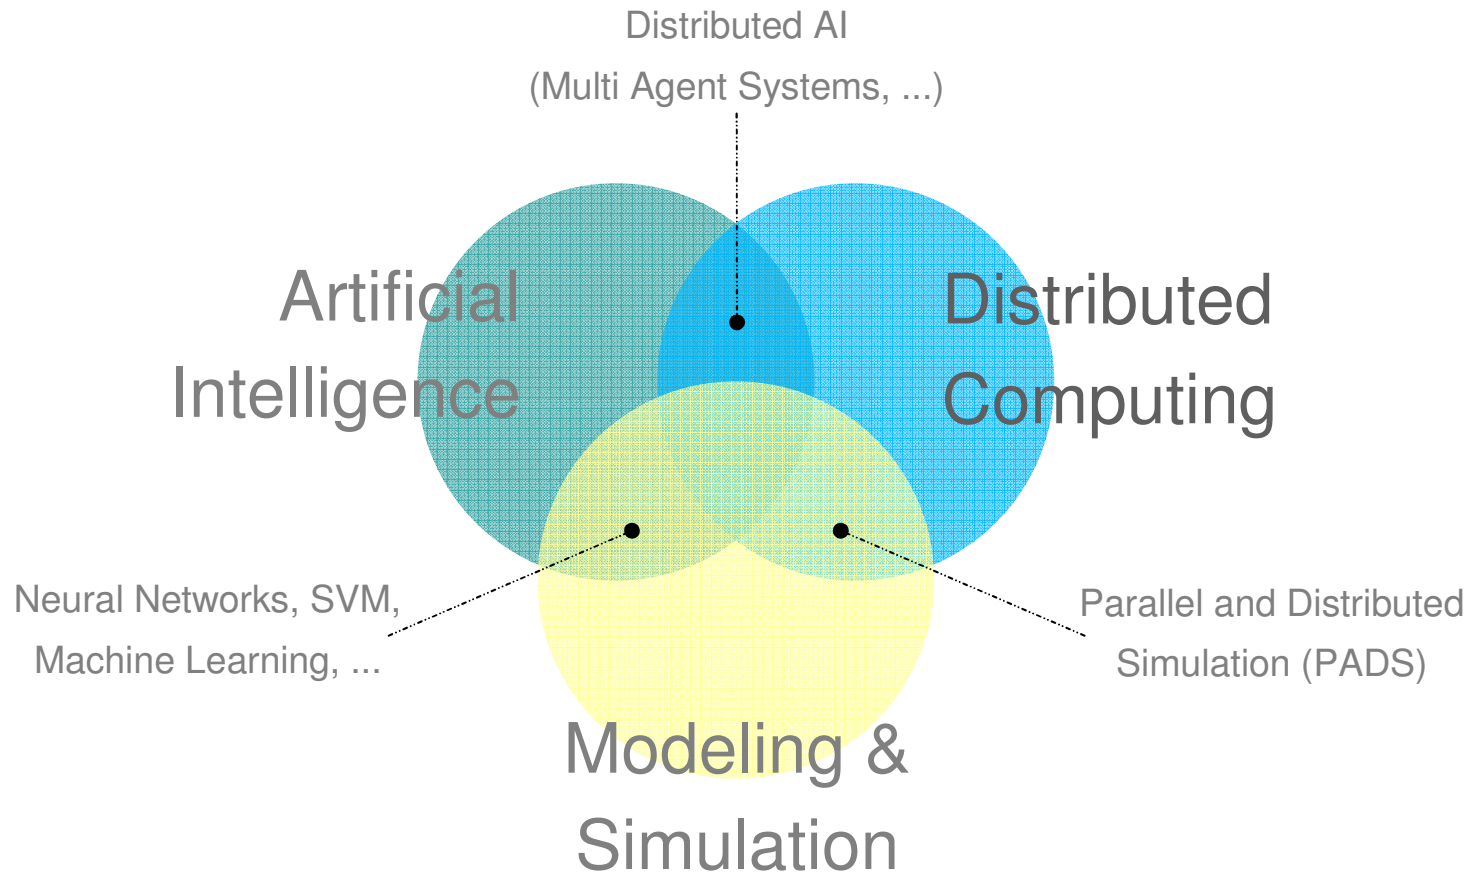 Distributed AI
(Multi Agent Systems, ...)
Artificial
Intelligence
Distributed
Computing
Neural Networks, SVM,
Machine Learning, ...
Parallel and Distributed
Simulation (PADS)
Modeling &
Simulation